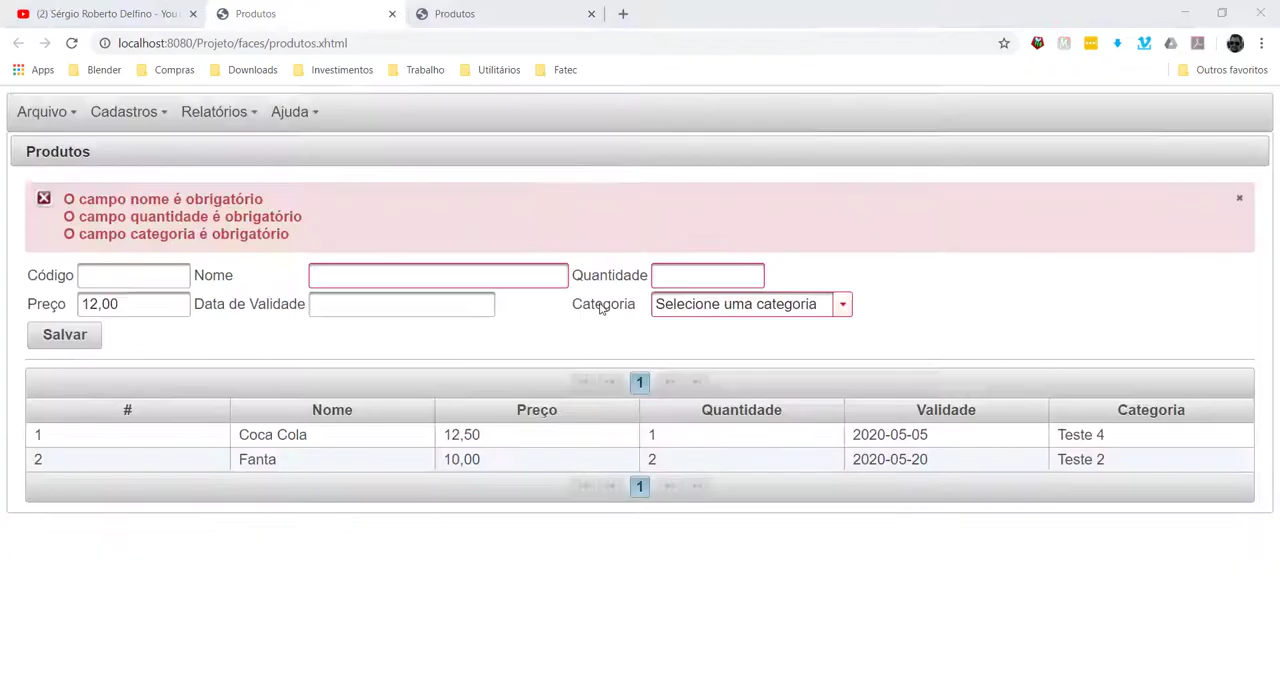 (2) Sérgio Roberto Delfino - You
Produtos
Produtos
localhost:8080/Projeto/faces/produtos.xhtml
Apps Blender Compras Downloads Investimentos Trabalho Utilitários Fatec Outros favoritos
Arquivo Cadastros Relatórios Ajuda
Produtos
O campo nome é obrigatório
O campo quantidade é obrigatório
O campo categoria é obrigatório
Código Nome Quantidade
Preço 12,00 Data de Validade Categoria Selecione uma categoria
Salvar
1
# Nome Preço Quantidade Validade Categoria
1 Coca Cola 12,50 1 2020-05-05 Teste 4
2 Fanta 10,00 2 2020-05-20 Teste 2
1